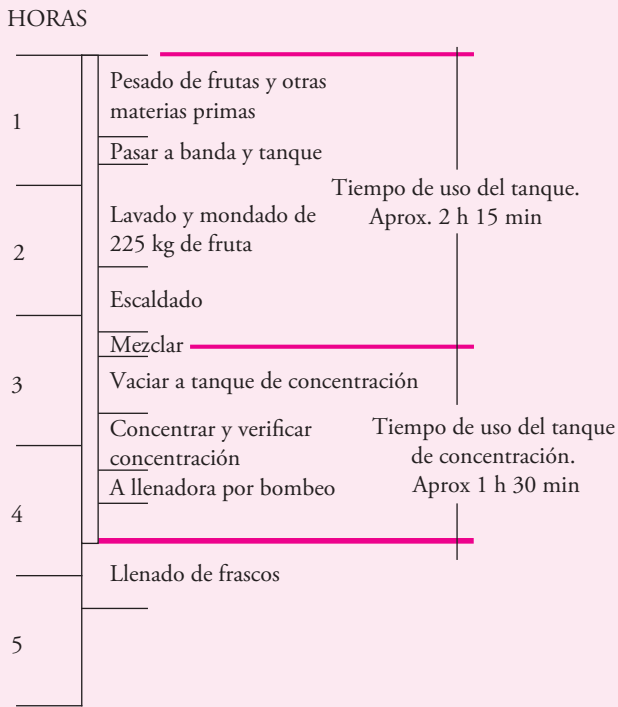 HORAS
Pesado de frutas y otras
materias primas
1
Pasar a banda y tanque
Tiempo de uso del tanque.
Aprox. 2 h 15 min
Lavado y mondado de
225 kg de fruta
2
Escaldado
Mezclar
3
Vaciar a tanque de concentración
Concentrar y verificar
concentración
Tiempo de uso del tanque
de concentración.
Aprox 1 h 30 min
A llenadora por bombeo
4
Llenado de frascos
5